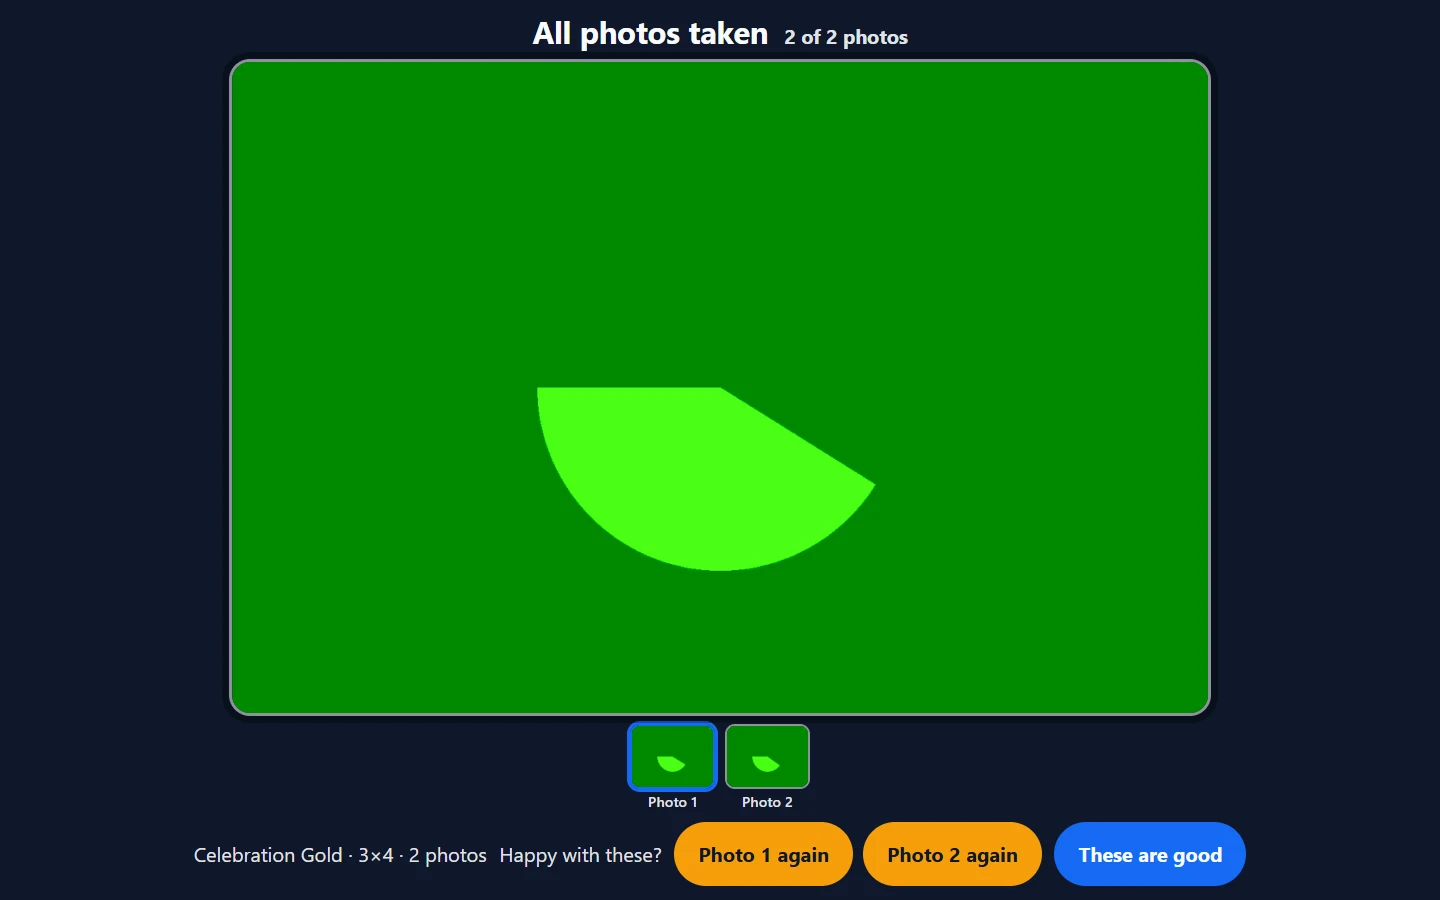 All photos taken 2 of 2 photos
Photo 1
Photo 2
Celebration Gold · 3×4 · 2 photos Happy with these? Photo 1 again Photo 2 again These are good